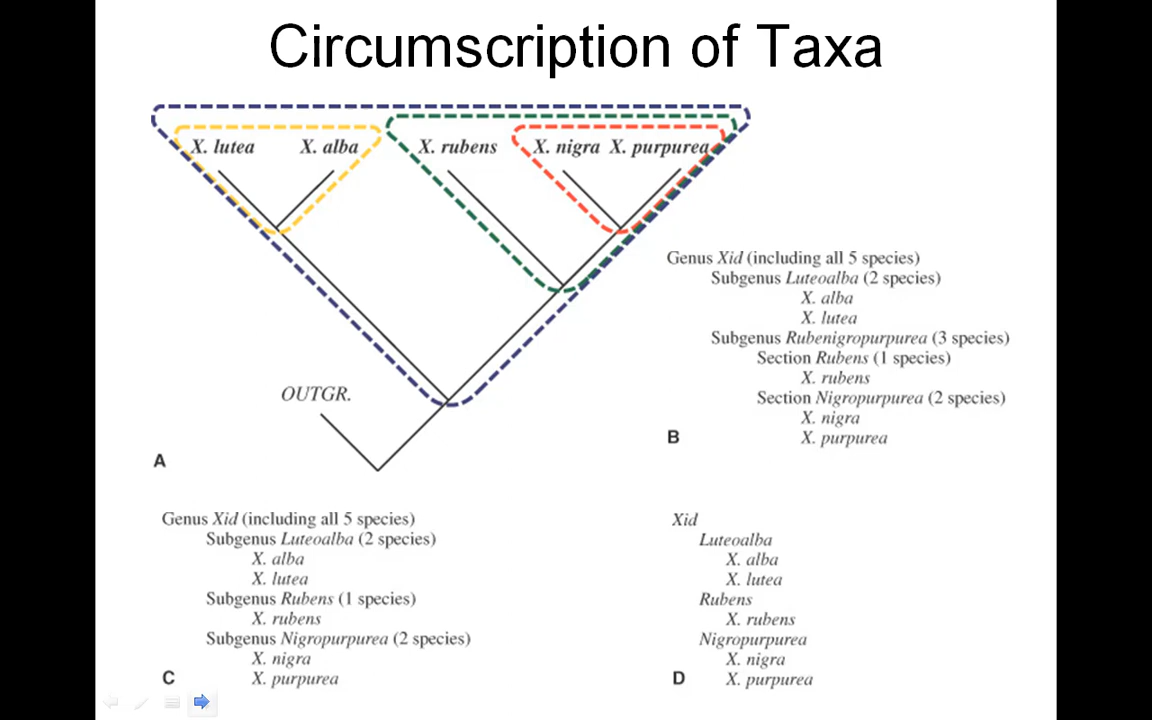 Circumscription of Taxa
X. lutea X. alba X. rubens X. nigra X. purpurea
OUTGR.
A
Genus Xid (including all 5 species)
Subgenus Luteoalba (2 species)
X. alba
X. lutea
Subgenus Rubenigropurpurea (3 species)
Section Rubens (1 species)
X. rubens
Section Nigropurpurea (2 species)
X. nigra
X. purpurea
B
Genus Xid (including all 5 species)
Subgenus Luteoalba (2 species)
X. alba
X. lutea
Subgenus Rubens (1 species)
X. rubens
Subgenus Nigropurpurea (2 species)
X. nigra
X. purpurea
C
Xid
Luteoalba
X. alba
X. lutea
Rubens
X. rubens
Nigropurpurea
X. nigra
X. purpurea
D